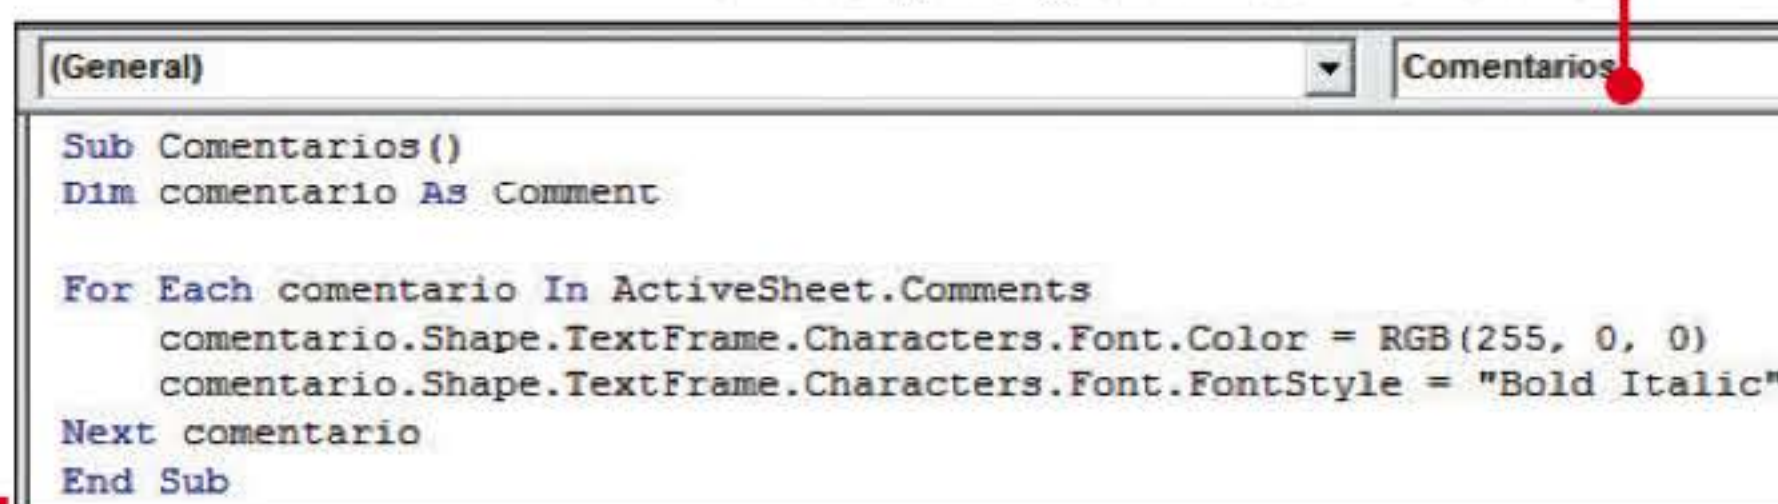 (General) Comentarios
Sub Comentarios()
Dim comentario As Comment
For Each comentario In ActiveSheet.Comments
    comentario.Shape.TextFrame.Characters.Font.Color = RGB(255, 0, 0)
    comentario.Shape.TextFrame.Characters.Font.FontStyle = "Bold Italic"
Next comentario
End Sub